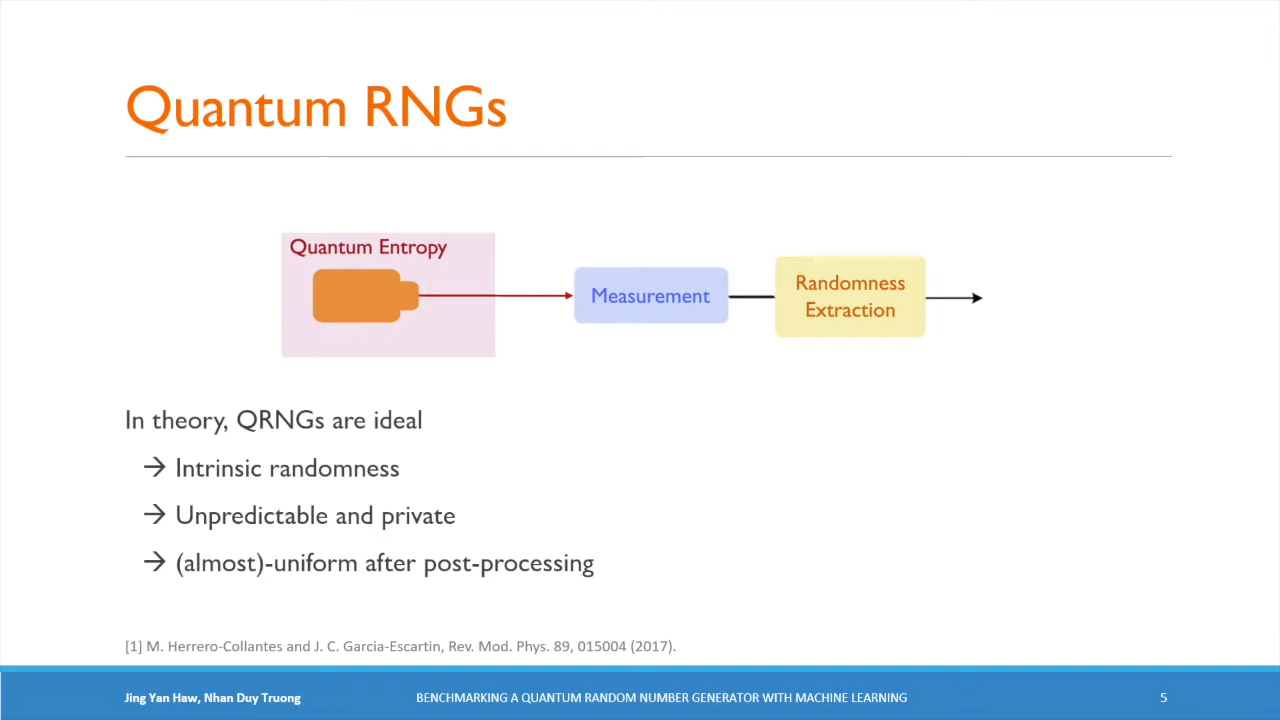 Quantum RNGs
Quantum Entropy
Measurement
Randomness
Extraction
In theory, QRNGs are ideal
→ Intrinsic randomness
→ Unpredictable and private
→ (almost)-uniform after post-processing
[1] M. Herrero-Collantes and J. C. Garcia-Escartin, Rev. Mod. Phys. 89, 015004 (2017).
Jing Yan Haw, Nhan Duy Truong
BENCHMARKING A QUANTUM RANDOM NUMBER GENERATOR WITH MACHINE LEARNING
5